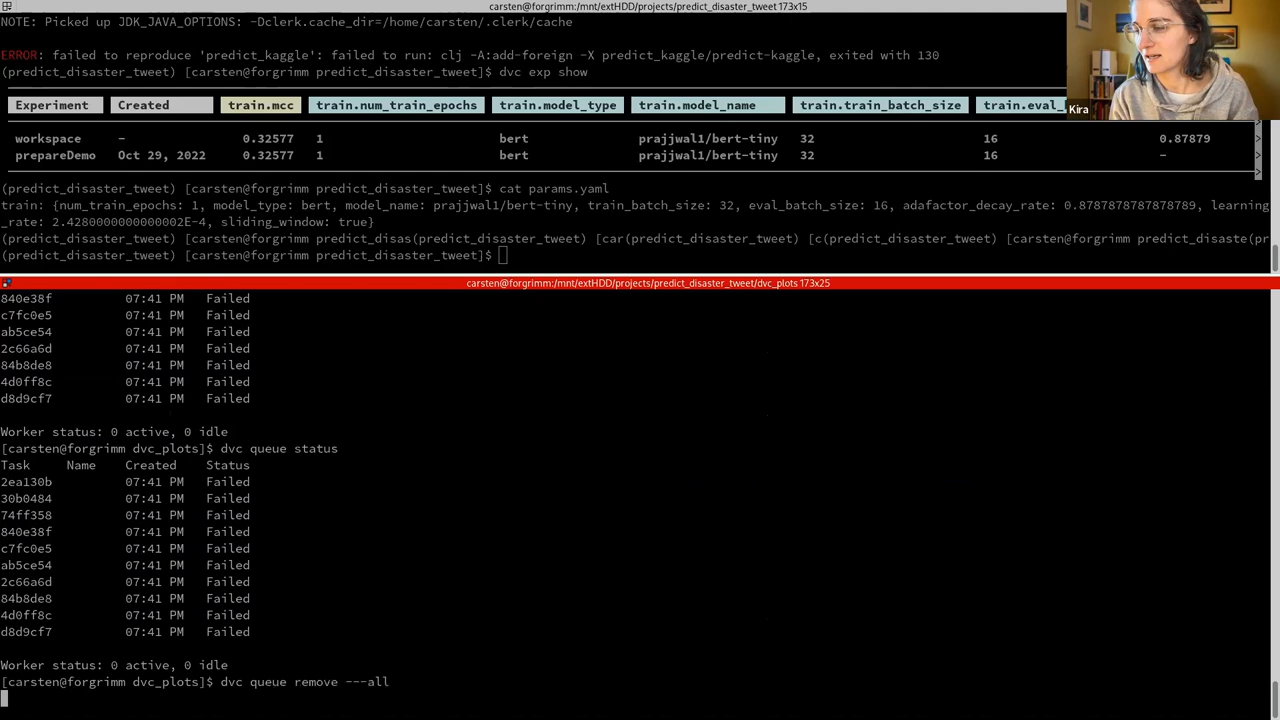 carsten@forgrimm:/mnt/extHDD/projects/predict_disaster_tweet 173x15
NOTE: Picked up JDK_JAVA_OPTIONS: -Dclerk.cache_dir=/home/carsten/.clerk/cache
ERROR: failed to reproduce 'predict_kaggle': failed to run: clj -A:add-foreign -X predict_kaggle/predict-kaggle, exited with 130
(predict_disaster_tweet) [carsten@forgrimm predict_disaster_tweet]$ dvc exp show
Experiment Created train.mcc train.num_train_epochs train.model_type train.model_name train.train_batch_size train.eval_
workspace - 0.32577 1 bert prajjwal1/bert-tiny 32 16 0.87879 >
prepareDemo Oct 29, 2022 0.32577 1 bert prajjwal1/bert-tiny 32 16 - >
(predict_disaster_tweet) [carsten@forgrimm predict_disaster_tweet]$ cat params.yaml
train: {num_train_epochs: 1, model_type: bert, model_name: prajjwal1/bert-tiny, train_batch_size: 32, eval_batch_size: 16, adafactor_decay_rate: 0.8787878787878789, learning
_rate: 2.4280000000000002E-4, sliding_window: true}
(predict_disaster_tweet) [carsten@forgrimm predict_disas(predict_disaster_tweet) [car(predict_disaster_tweet) [c(predict_disaster_tweet) [carsten@forgrimm predict_disaste(pr
(predict_disaster_tweet) [carsten@forgrimm predict_disaster_tweet]$
Kira
carsten@forgrimm:/mnt/extHDD/projects/predict_disaster_tweet/dvc_plots 173x25
840e38f 07:41 PM Failed
c7fc0e5 07:41 PM Failed
ab5ce54 07:41 PM Failed
2c66a6d 07:41 PM Failed
84b8de8 07:41 PM Failed
4d0ff8c 07:41 PM Failed
d8d9cf7 07:41 PM Failed
Worker status: 0 active, 0 idle
[carsten@forgrimm dvc_plots]$ dvc queue status
Task Name Created Status
2ea130b 07:41 PM Failed
30b0484 07:41 PM Failed
74ff358 07:41 PM Failed
840e38f 07:41 PM Failed
c7fc0e5 07:41 PM Failed
ab5ce54 07:41 PM Failed
2c66a6d 07:41 PM Failed
84b8de8 07:41 PM Failed
4d0ff8c 07:41 PM Failed
d8d9cf7 07:41 PM Failed
Worker status: 0 active, 0 idle
[carsten@forgrimm dvc_plots]$ dvc queue remove ---all